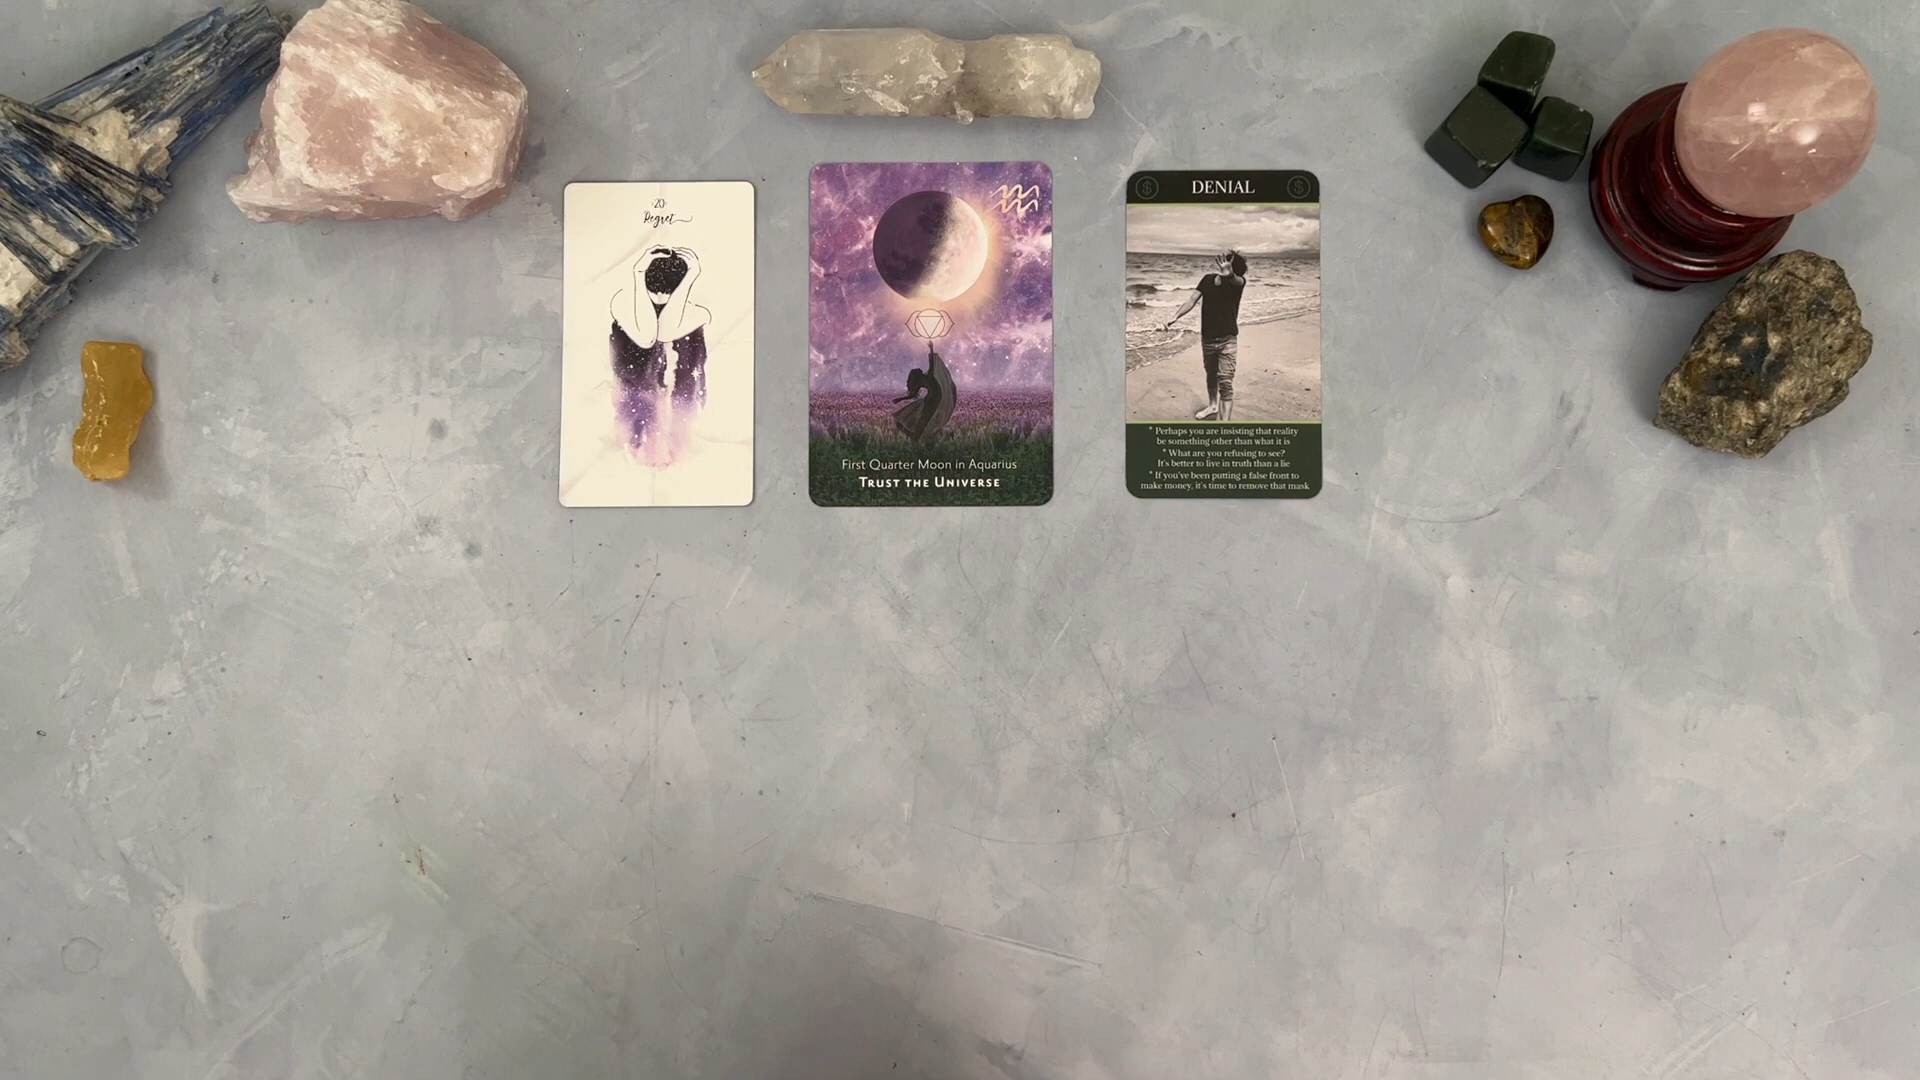 ·20·
Regret
First Quarter Moon in Aquarius
TRUST THE UNIVERSE
$ DENIAL $
* Perhaps you are insisting that reality
be something other than what it is
* What are you refusing to see?
It's better to live in truth than a lie
* If you've been putting a false front to
make money, it's time to remove that mask